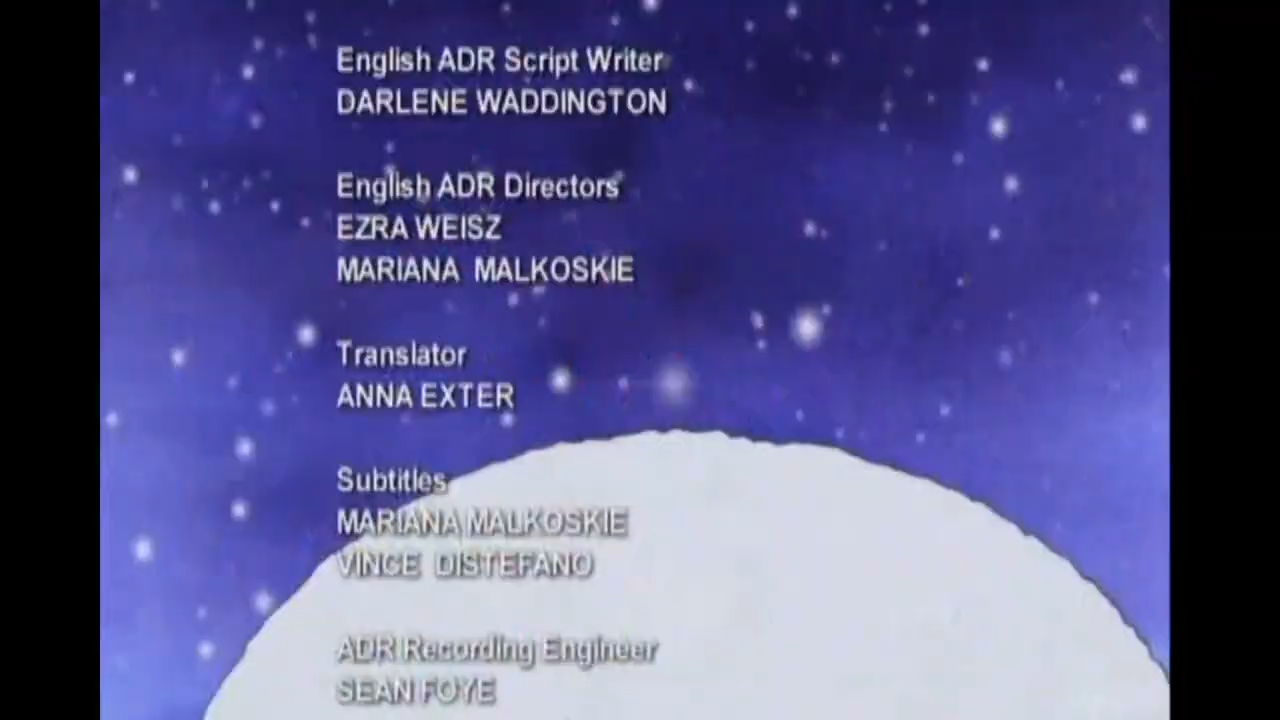 English ADR Script Writer
DARLENE WADDINGTON
English ADR Directors
EZRA WEISZ
MARIANA MALKOSKIE
Translator
ANNA EXTER
Subtitles
MARIANA MALKOSKIE
VINCE DISTEFANO
ADR Recording Engineer
SEAN FOYE